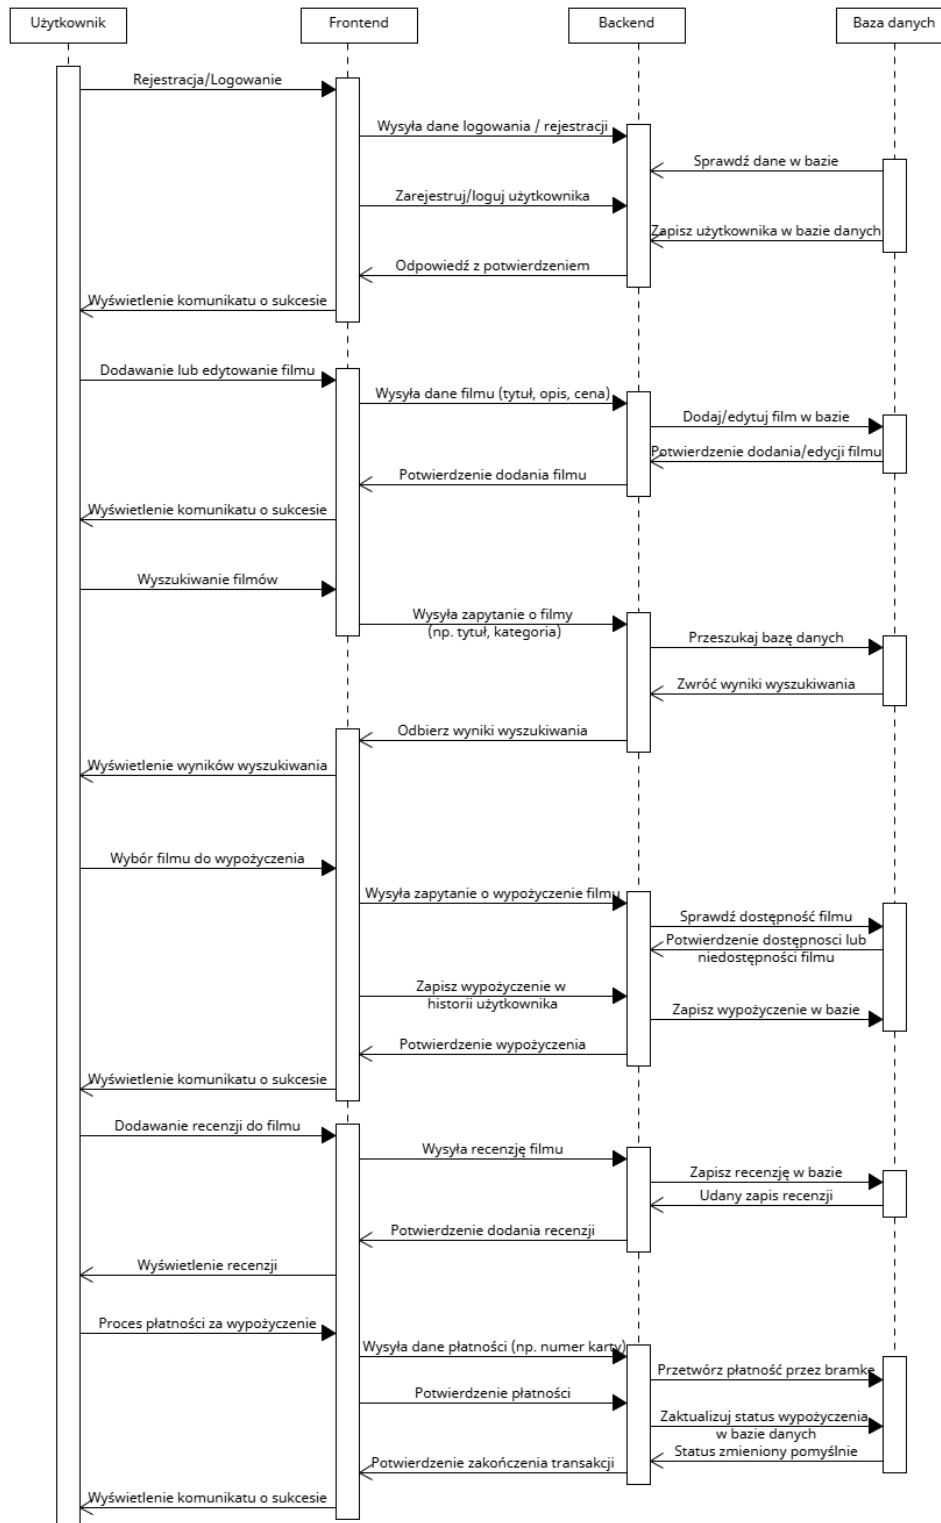 Użytkownik
Frontend
Backend
Baza danych
Rejestracja/Logowanie
Wysyła dane logowania / rejestracji
Sprawdź dane w bazie
Zarejestruj/loguj użytkownika
Zapisz użytkownika w bazie danych
Odpowiedź z potwierdzeniem
Wyświetlenie komunikatu o sukcesie
Dodawanie lub edytowanie filmu
Wysyła dane filmu (tytuł, opis, cena)
Dodaj/edytuj film w bazie
Potwierdzenie dodania/edycji filmu
Potwierdzenie dodania filmu
Wyświetlenie komunikatu o sukcesie
Wyszukiwanie filmów
Wysyła zapytanie o filmy
(np. tytuł, kategoria)
Przeszukaj bazę danych
Zwróć wyniki wyszukiwania
Odbierz wyniki wyszukiwania
Wyświetlenie wyników wyszukiwania
Wybór filmu do wypożyczenia
Wysyła zapytanie o wypożyczenie filmu
Sprawdź dostępność filmu
Potwierdzenie dostępnosci lub
niedostępności filmu
Zapisz wypożyczenie w
historii użytkownika
Zapisz wypożyczenie w bazie
Potwierdzenie wypożyczenia
Wyświetlenie komunikatu o sukcesie
Dodawanie recenzji do filmu
Wysyła recenzję filmu
Zapisz recenzję w bazie
Udany zapis recenzji
Potwierdzenie dodania recenzji
Wyświetlenie recenzji
Proces płatności za wypożyczenie
Wysyła dane płatności (np. numer karty)
Przetwórz płatność przez bramkę
Potwierdzenie płatności
Zaktualizuj status wypożyczenia
w bazie danych
Status zmieniony pomyślnie
Potwierdzenie zakończenia transakcji
Wyświetlenie komunikatu o sukcesie